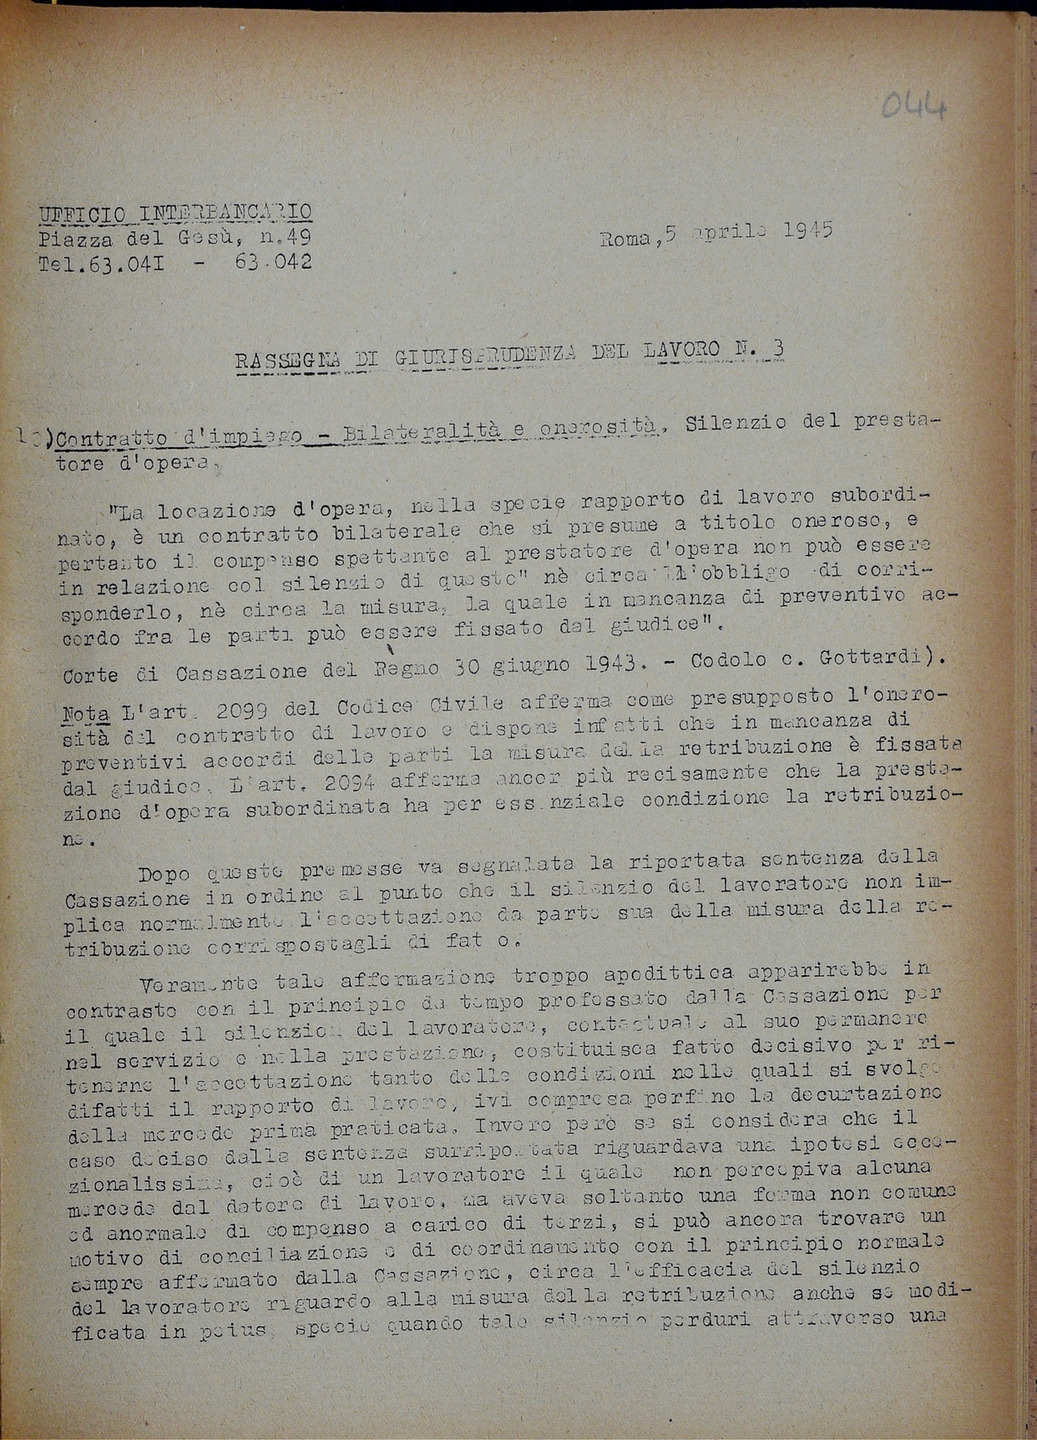 044
UFFICIO INTERBANCARIO
Piazza del Gesù, n.49
Roma, 5 aprile 1945
Tel.63.04I - 63.042
RASSEGNA DI GIURISPRUDENZA DEL LAVORO N. 3
1°)Contratto d'impiego - Bilateralità e onerosità. Silenzio del presta-
tore d'opera.
"La locazione d'opera, nella specie rapporto di lavoro subordi-
nato, è un contratto bilaterale che si presume a titolo oneroso, e
pertanto il compenso spettante al prestatore d'opera non può essere
in relazione col silenzio di questo" nè circa l'obbligo di corri-
sponderlo, nè circa la misura, la quale in mancanza di preventivo ac-
cordo fra le parti può essere fissato dal giudice".
Corte di Cassazione del Regno 30 giugno 1943. - Codolo c. Gottardi).
Nota L'art. 2099 del Codice Civile afferma come presupposto l'onero-
sità del contratto di lavoro e dispone infatti che in mancanza di
preventivi accordi delle parti la misura della retribuzione è fissata
dal giudice. L'art. 2094 afferma ancor più recisamente che la presta-
zione d'opera subordinata ha per essenziale condizione la retribuzio-
ne.
Dopo queste premesse va segnalata la riportata sentenza della
Cassazione in ordine al punto che il silenzio del lavoratore non im-
plica normalmente l'accettazione da parte sua della misura della re-
tribuzione corrispostagli di fat o.
Veramente tale affermazione troppo apodittica apparirebbe in
contrasto con il principio da tempo professato dalla Cassazione per
il quale il silenzio del lavoratore, contestuale al suo permanere
nel servizio e nella prestazione, costituisca fatto decisivo per ri-
tenerne l'accettazione tanto delle condizioni nelle quali si svolge
difatti il rapporto di lavoro, ivi compresa perfino la decurtazione
della mercede prima praticata. Invero però se si considera che il
caso deciso dalla sentenza surriportata riguardava una ipotesi ecce-
zionalissima, cioè di un lavoratore il quale non percepiva alcuna
mercede dal datore di lavoro, ma aveva soltanto una forma non comune
ed anormale di compenso a carico di terzi, si può ancora trovare un
motivo di conciliazione e di coordinamento con il principio normale
sempre affermato dalla Cassazione, circa l'efficacia del silenzio
del lavoratore riguardo alla misura della retribuzione anche se modi-
ficata in peius, specie quando tale silenzio perduri attraverso una